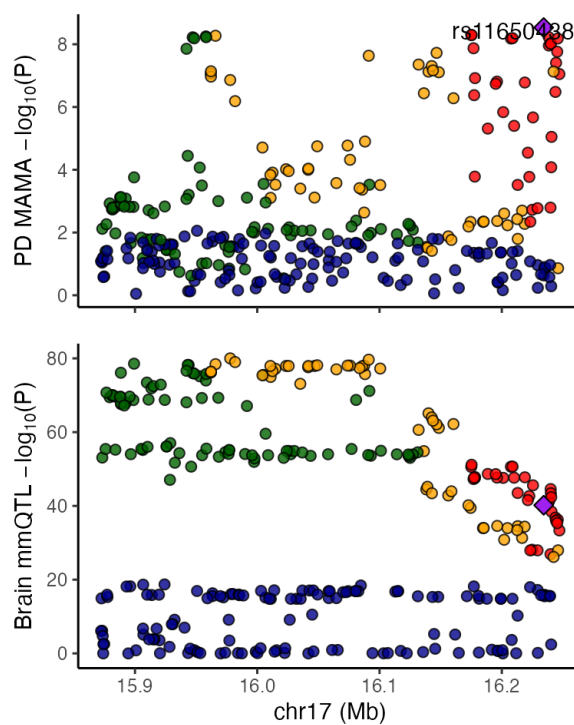 rs11650438
PD MAMA −log10(P)
8
6
4
2
0
Brain mmQTL −log10(P)
80
60
40
20
0
15.9 16.0 16.1 16.2
chr17 (Mb)